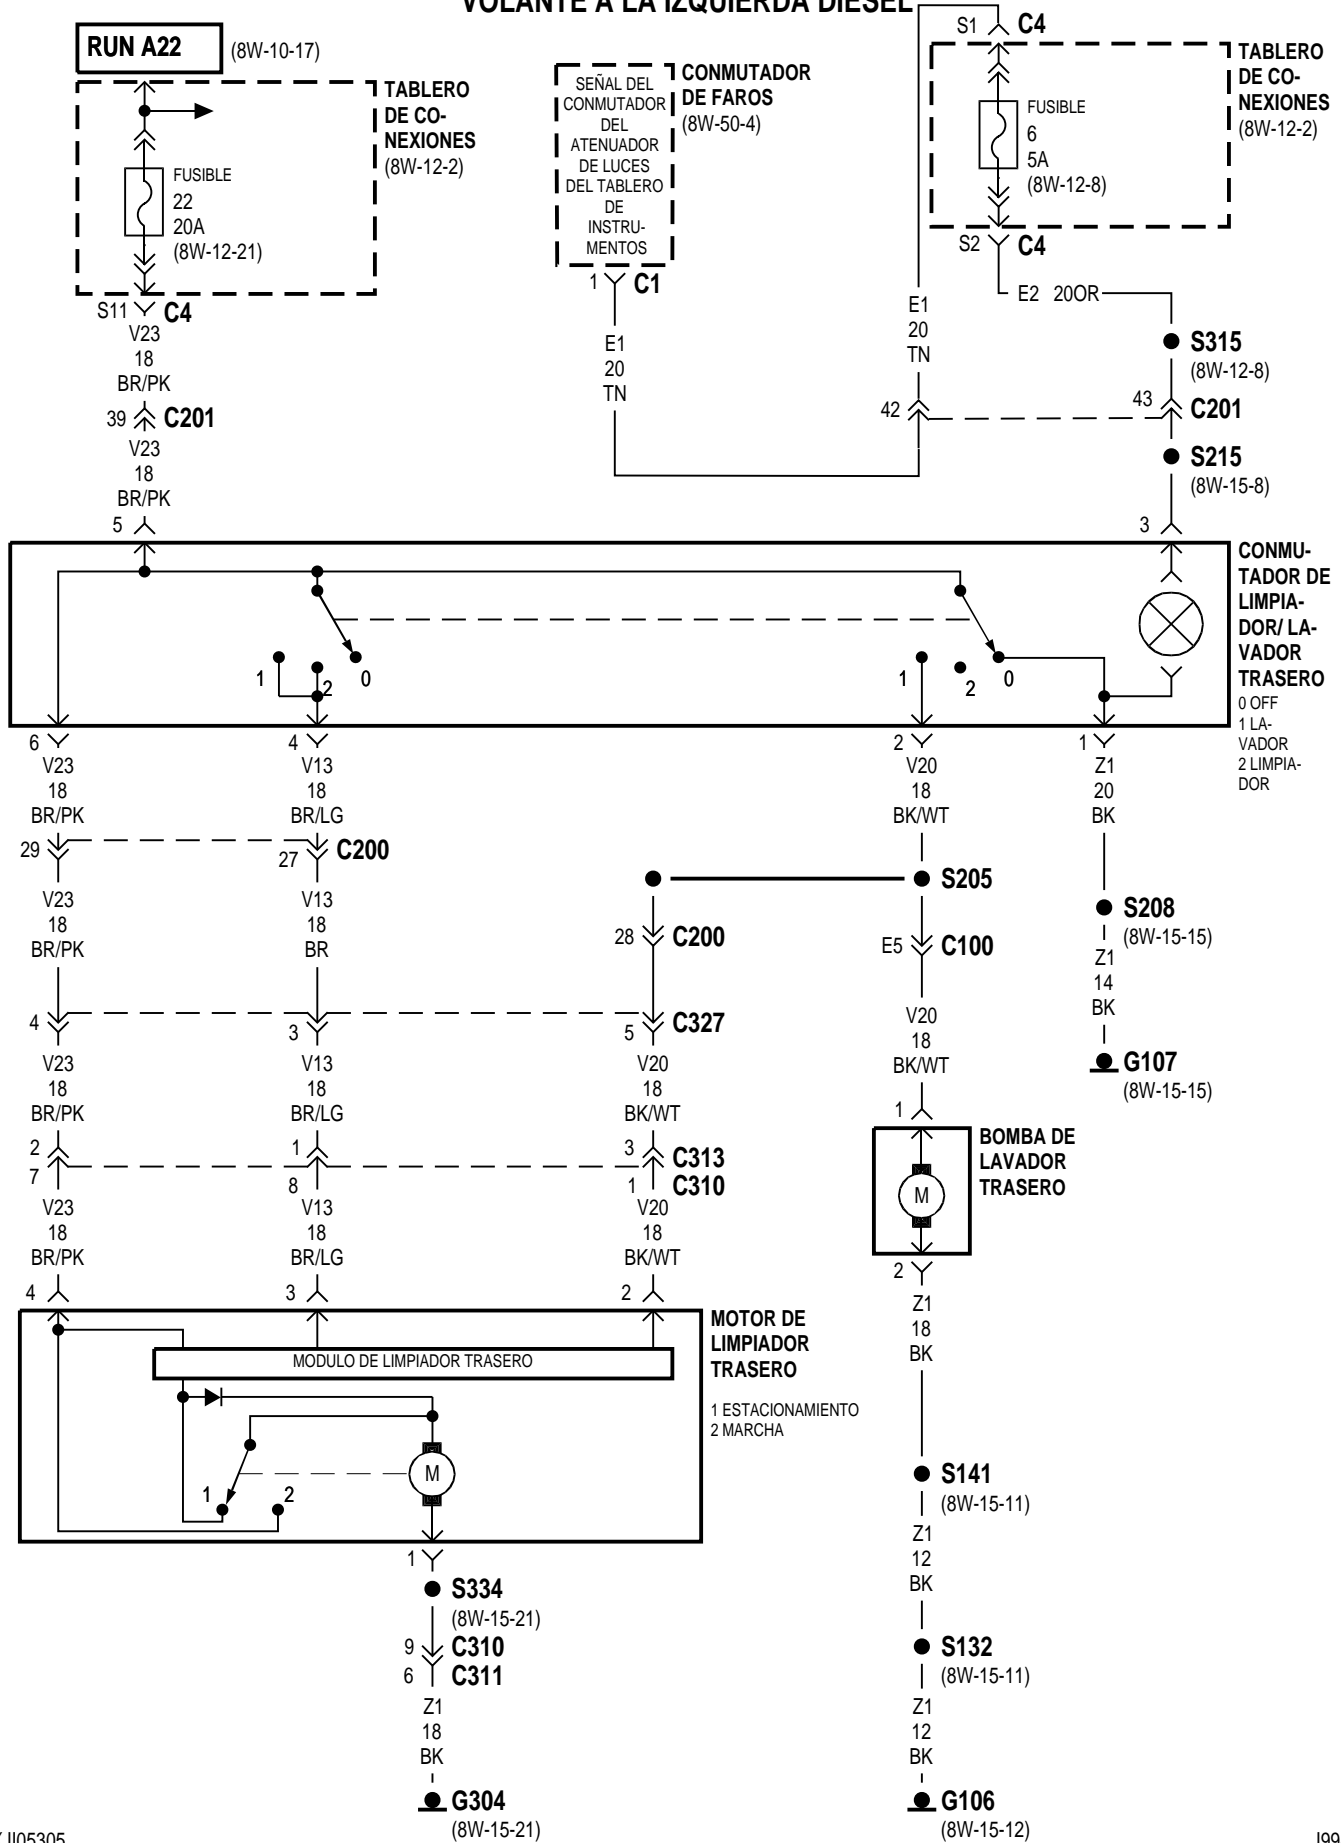 VOLANTE A LA IZQUIERDA DIESEL
RUN A22
(8W-10-17)
TABLERO
DE CO-
NEXIONES
(8W-12-2)
FUSIBLE
22
20A
(8W-12-21)
S11
C4
V23
18
BR/PK
39
C201
V23
18
BR/PK
5
SEÑAL DEL
CONMUTADOR
DEL
ATENUADOR
DE LUCES
DEL TABLERO
DE
INSTRU-
MENTOS
CONMUTADOR
DE FAROS
(8W-50-4)
1
C1
E1
20
TN
S1
C4
TABLERO
DE CO-
NEXIONES
(8W-12-2)
FUSIBLE
6
5A
(8W-12-8)
S2
C4
E2 20OR
E1
20
TN
S315
(8W-12-8)
42
43
C201
S215
(8W-15-8)
3
CONMU-
TADOR DE
LIMPIA-
DOR/ LA-
VADOR
TRASERO
0 OFF
1 LA-
VADOR
2 LIMPIA-
DOR
1
2
0
1
2
0
6
V23
18
BR/PK
4
V13
18
BR/LG
2
V20
18
BK/WT
1
Z1
20
BK
29
27
C200
V23
18
BR/PK
V13
18
BR
S205
28
C200
E5
C100
S208
(8W-15-15)
Z1
14
BK
G107
(8W-15-15)
4
3
5
C327
V23
18
BR/PK
V13
18
BR/LG
V20
18
BK/WT
V20
18
BK/WT
2
1
3
C313
7
8
1
C310
V23
18
BR/PK
V13
18
BR/LG
V20
18
BK/WT
1
BOMBA DE
LAVADOR
TRASERO
M
2
Z1
18
BK
4
3
2
MOTOR DE
LIMPIADOR
TRASERO
1 ESTACIONAMIENTO
2 MARCHA
MODULO DE LIMPIADOR TRASERO
M
1
2
1
S334
(8W-15-21)
9
C310
6
C311
Z1
18
BK
G304
(8W-15-21)
S141
(8W-15-11)
Z1
12
BK
S132
(8W-15-11)
Z1
12
BK
G106
(8W-15-12)